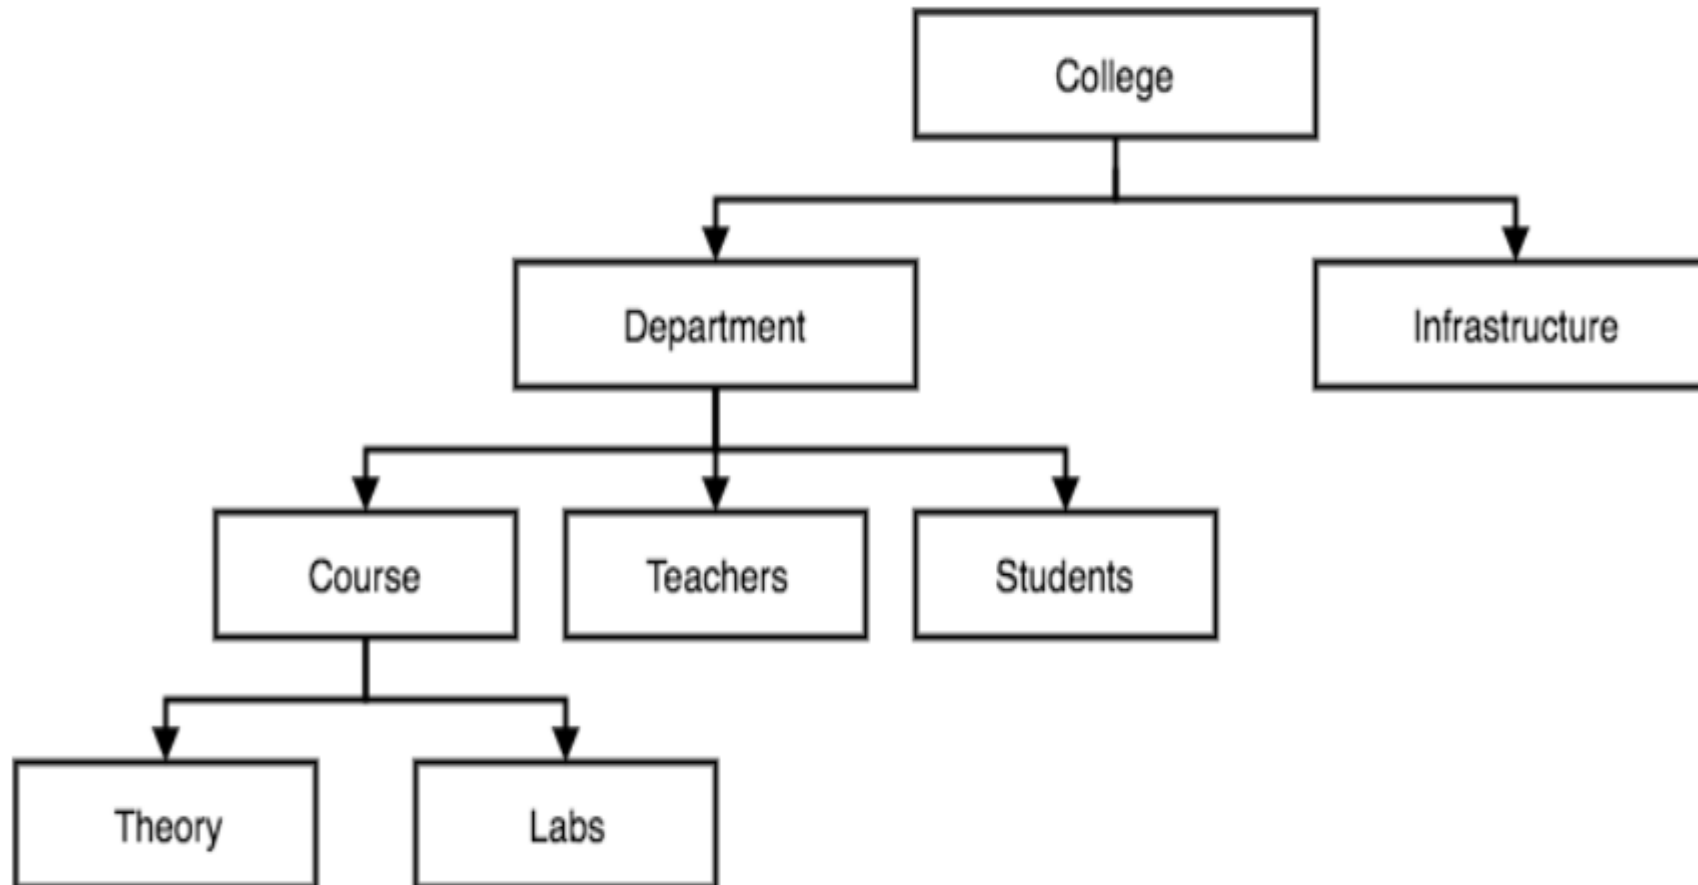 College
Department
Infrastructure
Course
Teachers
Students
Theory
Labs